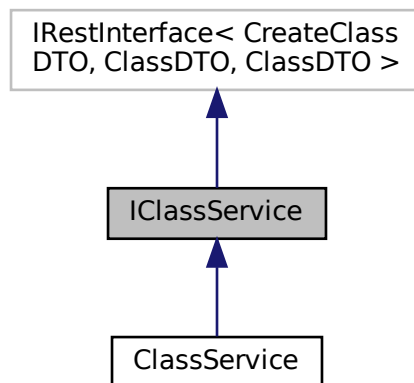 IRestInterface< CreateClass
DTO, ClassDTO, ClassDTO >
IClassService
ClassService